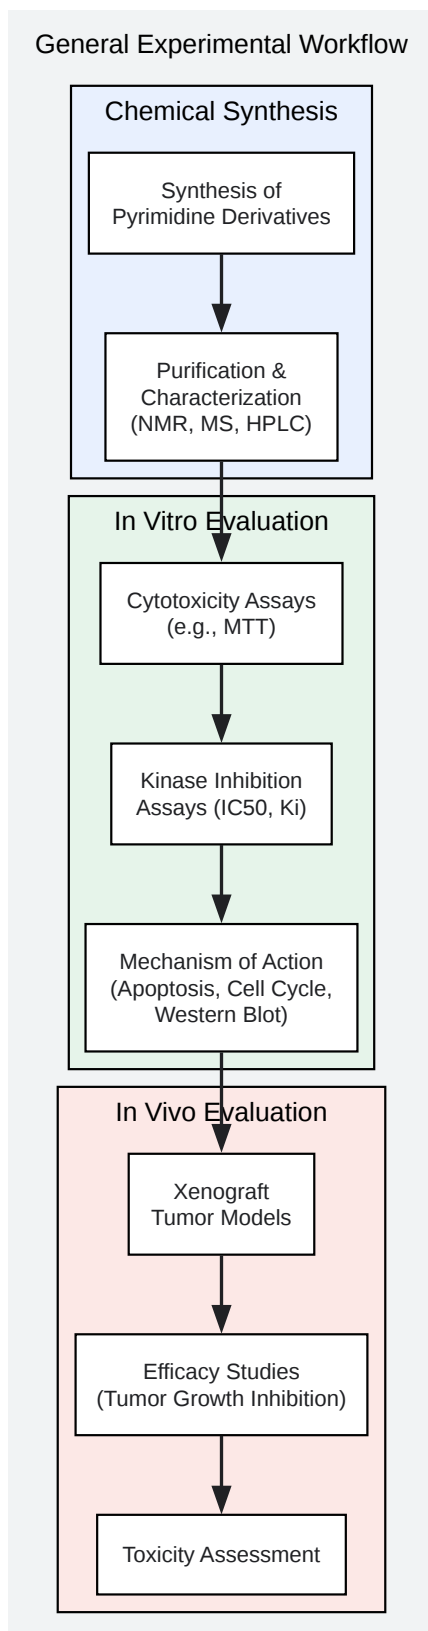 General Experimental Workflow
Chemical Synthesis
Synthesis of
Pyrimidine Derivatives
Purification &
Characterization
(NMR, MS, HPLC)
In Vitro Evaluation
Cytotoxicity Assays
(e.g., MTT)
Kinase Inhibition
Assays (IC50, Ki)
Mechanism of Action
(Apoptosis, Cell Cycle,
Western Blot)
In Vivo Evaluation
Xenograft
Tumor Models
Efficacy Studies
(Tumor Growth Inhibition)
Toxicity Assessment